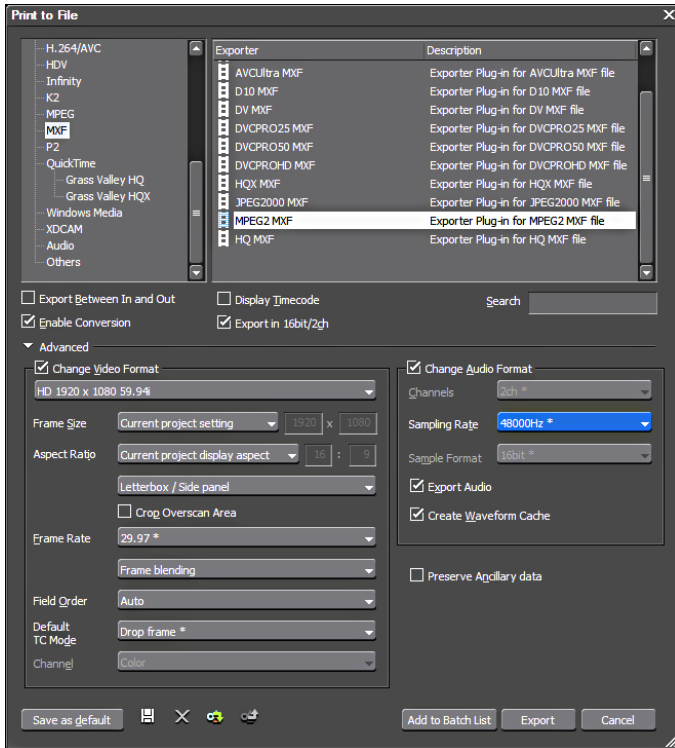 Print to File
H.264/AVC
HDV
Infinity
K2
MPEG
MXF
P2
QuickTime
Grass Valley HQ
Grass Valley HQX
Windows Media
XDCAM
Audio
Others
Exporter Description
AVCUltra MXF Exporter Plug-in for AVCUltra MXF file
D10 MXF Exporter Plug-in for D10 MXF file
DV MXF Exporter Plug-in for DV MXF file
DVCPRO25 MXF Exporter Plug-in for DVCPRO25 MXF file
DVCPRO50 MXF Exporter Plug-in for DVCPRO50 MXF file
DVCPROHD MXF Exporter Plug-in for DVCPROHD MXF file
HQX MXF Exporter Plug-in for HQX MXF file
JPEG2000 MXF Exporter Plug-in for JPEG2000 MXF file
MPEG2 MXF Exporter Plug-in for MPEG2 MXF file
HQ MXF Exporter Plug-in for HQ MXF file
Export Between In and Out
Display Timecode
Search
Enable Conversion
Export in 16bit/2ch
Advanced
Change Video Format
HD 1920 x 1080 59.94i
Frame Size Current project setting 1920 x 1080
Aspect Ratio Current project display aspect 16 : 9
Letterbox / Side panel
Crop Overscan Area
Frame Rate 29.97 *
Frame blending
Field Order Auto
Default
TC Mode Drop frame *
Channel Color
Change Audio Format
Channels 2ch *
Sampling Rate 48000Hz *
Sample Format 16bit *
Export Audio
Create Waveform Cache
Preserve Ancillary data
Save as default
Add to Batch List
Export
Cancel